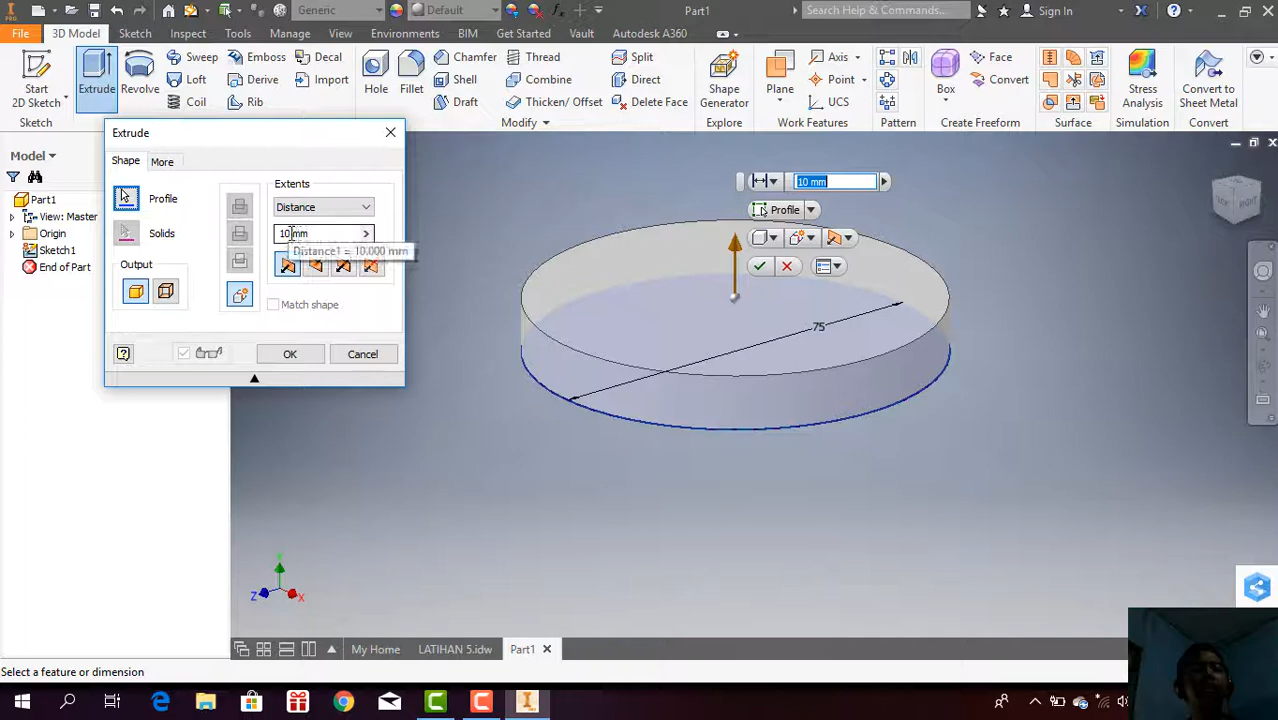 Generic
Default
Part1
Search Help & Commands...
Sign In
File
3D Model
Sketch
Inspect
Tools
Manage
View
Environments
BIM
Get Started
Vault
Autodesk A360
Start
2D Sketch
Extrude
Revolve
Sweep
Loft
Coil
Emboss
Derive
Rib
Decal
Import
Hole
Fillet
Chamfer
Shell
Draft
Thread
Combine
Thicken/ Offset
Split
Direct
Delete Face
Shape
Generator
Plane
Axis
Point
UCS
Box
Face
Convert
Stress
Analysis
Convert to
Sheet Metal
Sketch
Modify
Explore
Work Features
Pattern
Create Freeform
Surface
Simulation
Convert
Model
Part1
View: Master
Origin
Sketch1
End of Part
Extrude
Shape
More
Profile
Solids
Output
Extents
Distance
10 mm
Distance1 = 10.000 mm
Match shape
OK
Cancel
10 mm
Profile
75
Y
Z
X
My Home
LATIHAN 5.idw
Part1
Select a feature or dimension